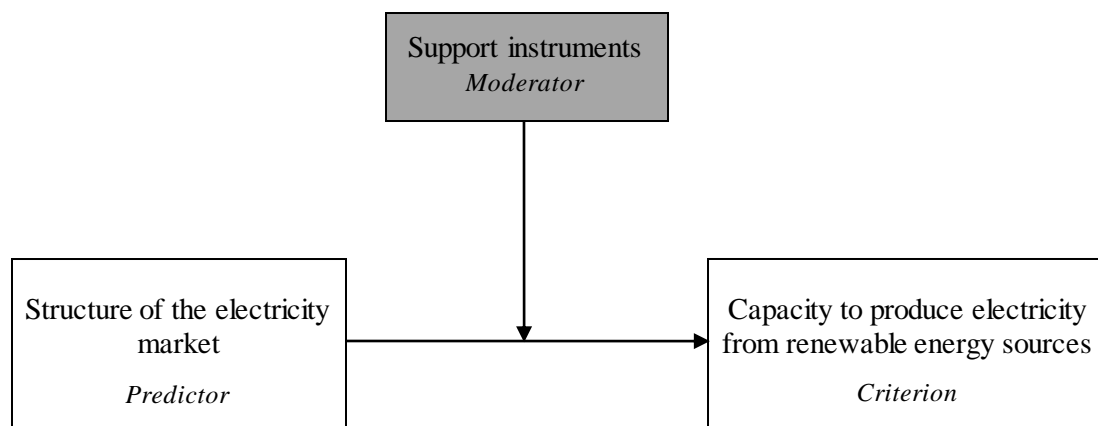 Support instruments
Moderator
Structure of the electricity
market
Predictor
Capacity to produce electricity
from renewable energy sources
Criterion